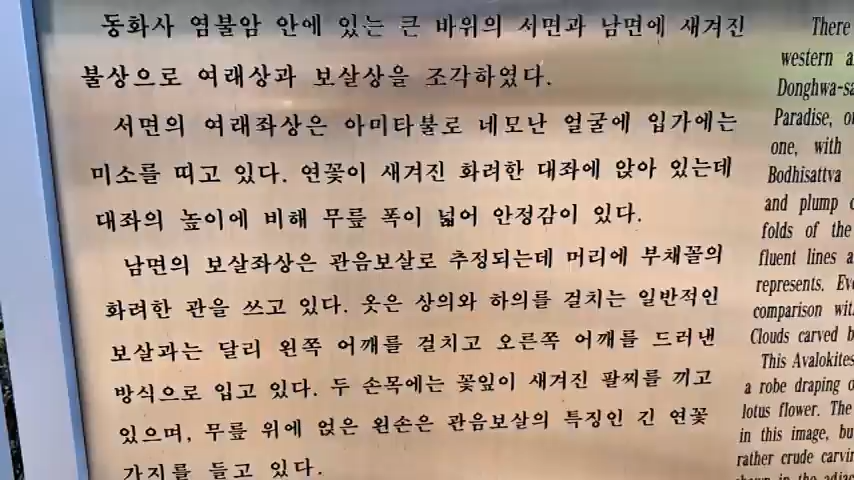 동화사 염불암 안에 있는 큰 바위의 서면과 남면에 새겨진
불상으로 여래상과 보살상을 조각하였다.
서면의 여래좌상은 아미타불로 네모난 얼굴에 입가에는
미소를 띠고 있다. 연꽃이 새겨진 화려한 대좌에 앉아 있는데
대좌의 높이에 비해 무릎 폭이 넓어 안정감이 있다.
남면의 보살좌상은 관음보살로 추정되는데 머리에 부채꼴의
화려한 관을 쓰고 있다. 옷은 상의와 하의를 걸치는 일반적인
보살과는 달리 왼쪽 어깨를 걸치고 오른쪽 어깨를 드러낸
방식으로 입고 있다. 두 손목에는 꽃잎이 새겨진 팔찌를 끼고
있으며, 무릎 위에 얹은 왼손은 관음보살의 특징인 긴 연꽃
가지를 들고 있다.
There
western
Donghwa-sa
Paradise,
one, with
Bodhisattva
and plump
folds of the
fluent lines
represents.
comparison
Clouds carved
This
a robe draping
lotus flower. The
in this image,
rather crude